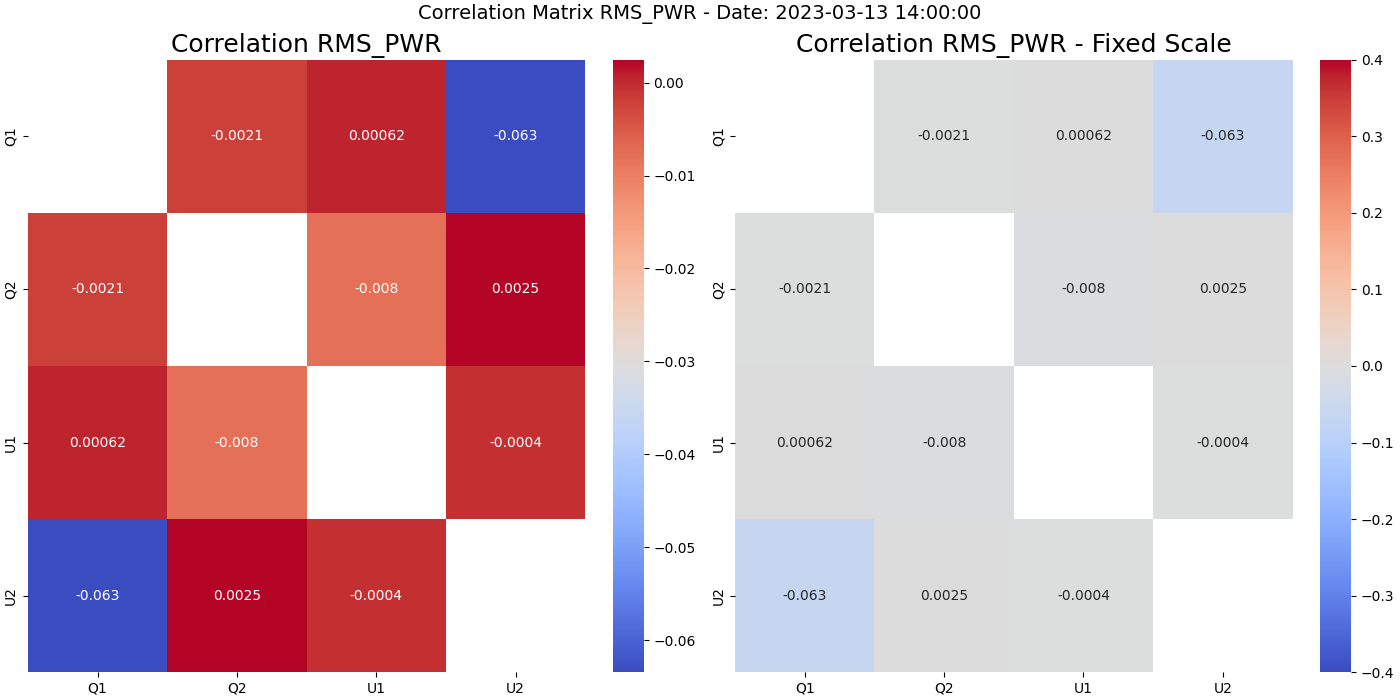 Correlation Matrix RMS_PWR - Date: 2023-03-13 14:00:00
Correlation RMS_PWR
Q1
-0.0021 0.00062 -0.063
Q2
-0.0021 -0.008 0.0025
U1
0.00062 -0.008 -0.0004
U2
-0.063 0.0025 -0.0004
Q1 Q2 U1 U2
0.00
−0.01
−0.02
−0.03
−0.04
−0.05
−0.06
Correlation RMS_PWR - Fixed Scale
Q1
-0.0021 0.00062 -0.063
Q2
-0.0021 -0.008 0.0025
U1
0.00062 -0.008 -0.0004
U2
-0.063 0.0025 -0.0004
Q1 Q2 U1 U2
0.4
0.3
0.2
0.1
0.0
−0.1
−0.2
−0.3
−0.4